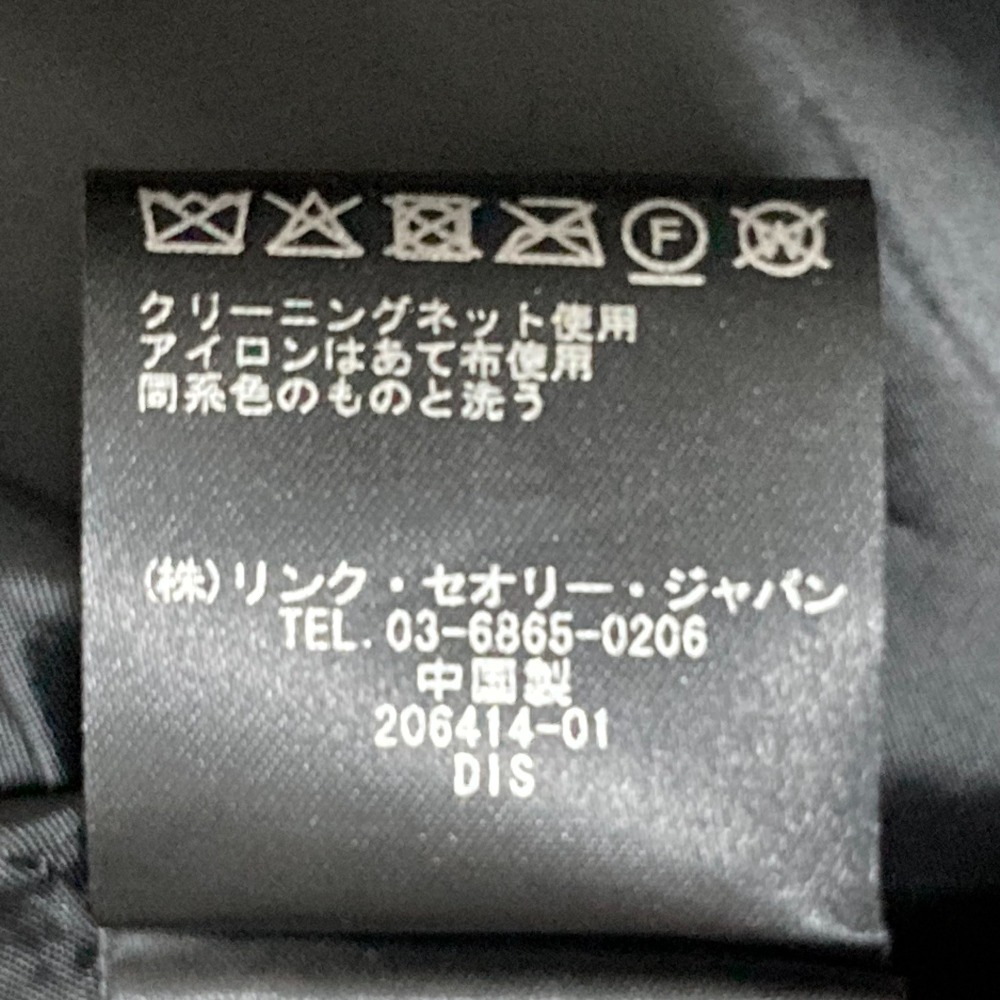 F W
クリーニングネット使用
アイロンはあて布使用
同系色のものと洗う
(株)リンク・セオリー・ジャパン
TEL. 03-6865-0206
中国製
206414-01
DIS